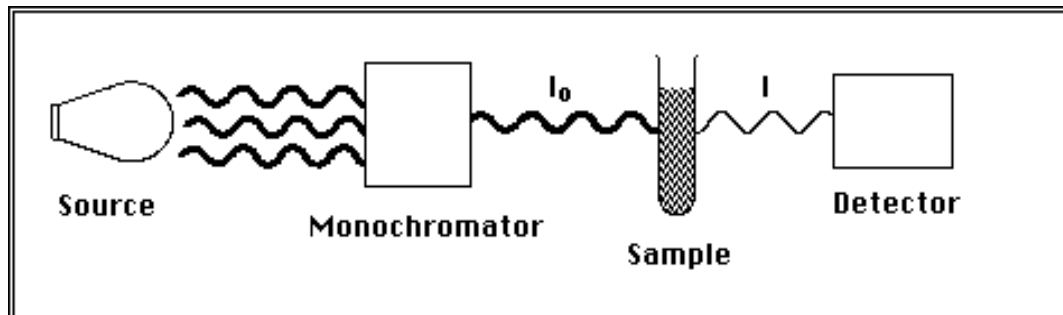 I₀
I
Source
Monochromator
Sample
Detector